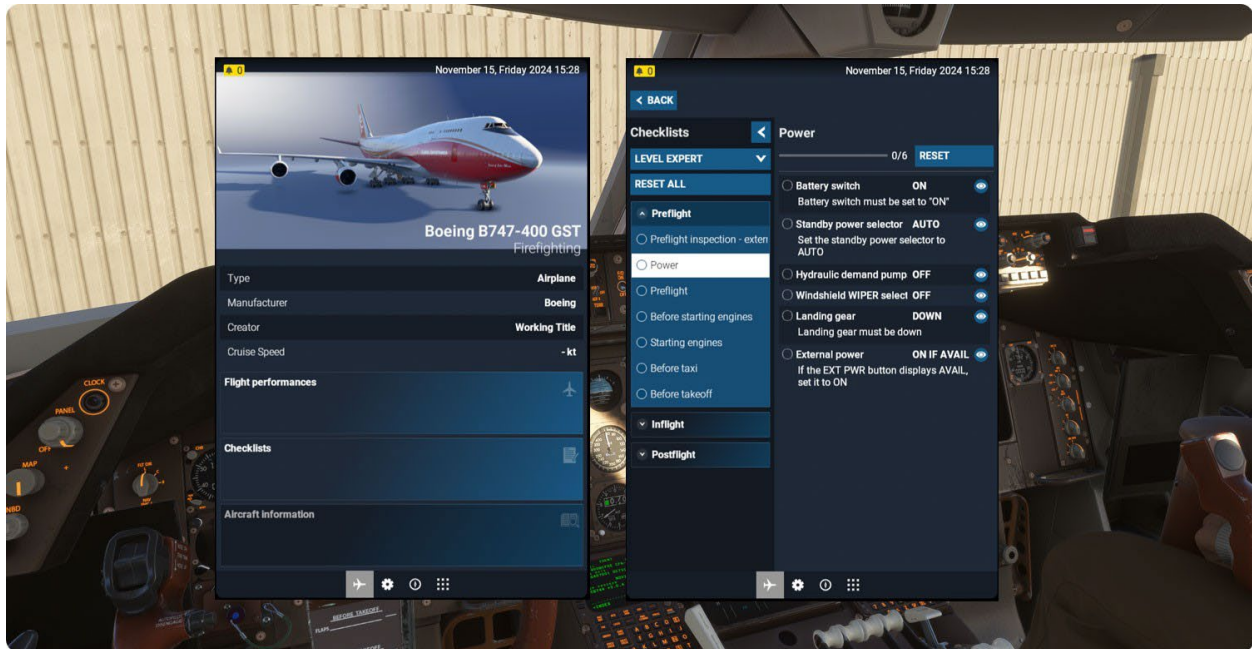 0
November 15, Friday 2024 15:28
Boeing B747-400 GST
Firefighting
Type Airplane
Manufacturer Boeing
Creator Working Title
Cruise Speed - kt
Flight performances
Checklists
Aircraft information
0
November 15, Friday 2024 15:28
< BACK
Checklists
LEVEL EXPERT
RESET ALL
Preflight
Preflight inspection - exten
Power
Preflight
Before starting engines
Starting engines
Before taxi
Before takeoff
Inflight
Postflight
Power
0/6 RESET
Battery switch ON
Battery switch must be set to "ON"
Standby power selector AUTO
Set the standby power selector to
AUTO
Hydraulic demand pump OFF
Windshield WIPER select OFF
Landing gear DOWN
Landing gear must be down
External power ON IF AVAIL
If the EXT PWR button displays AVAIL,
set it to ON
CLOCK
PANEL
OFF
MAP
BEFORE TAKEOFF
FLAPS